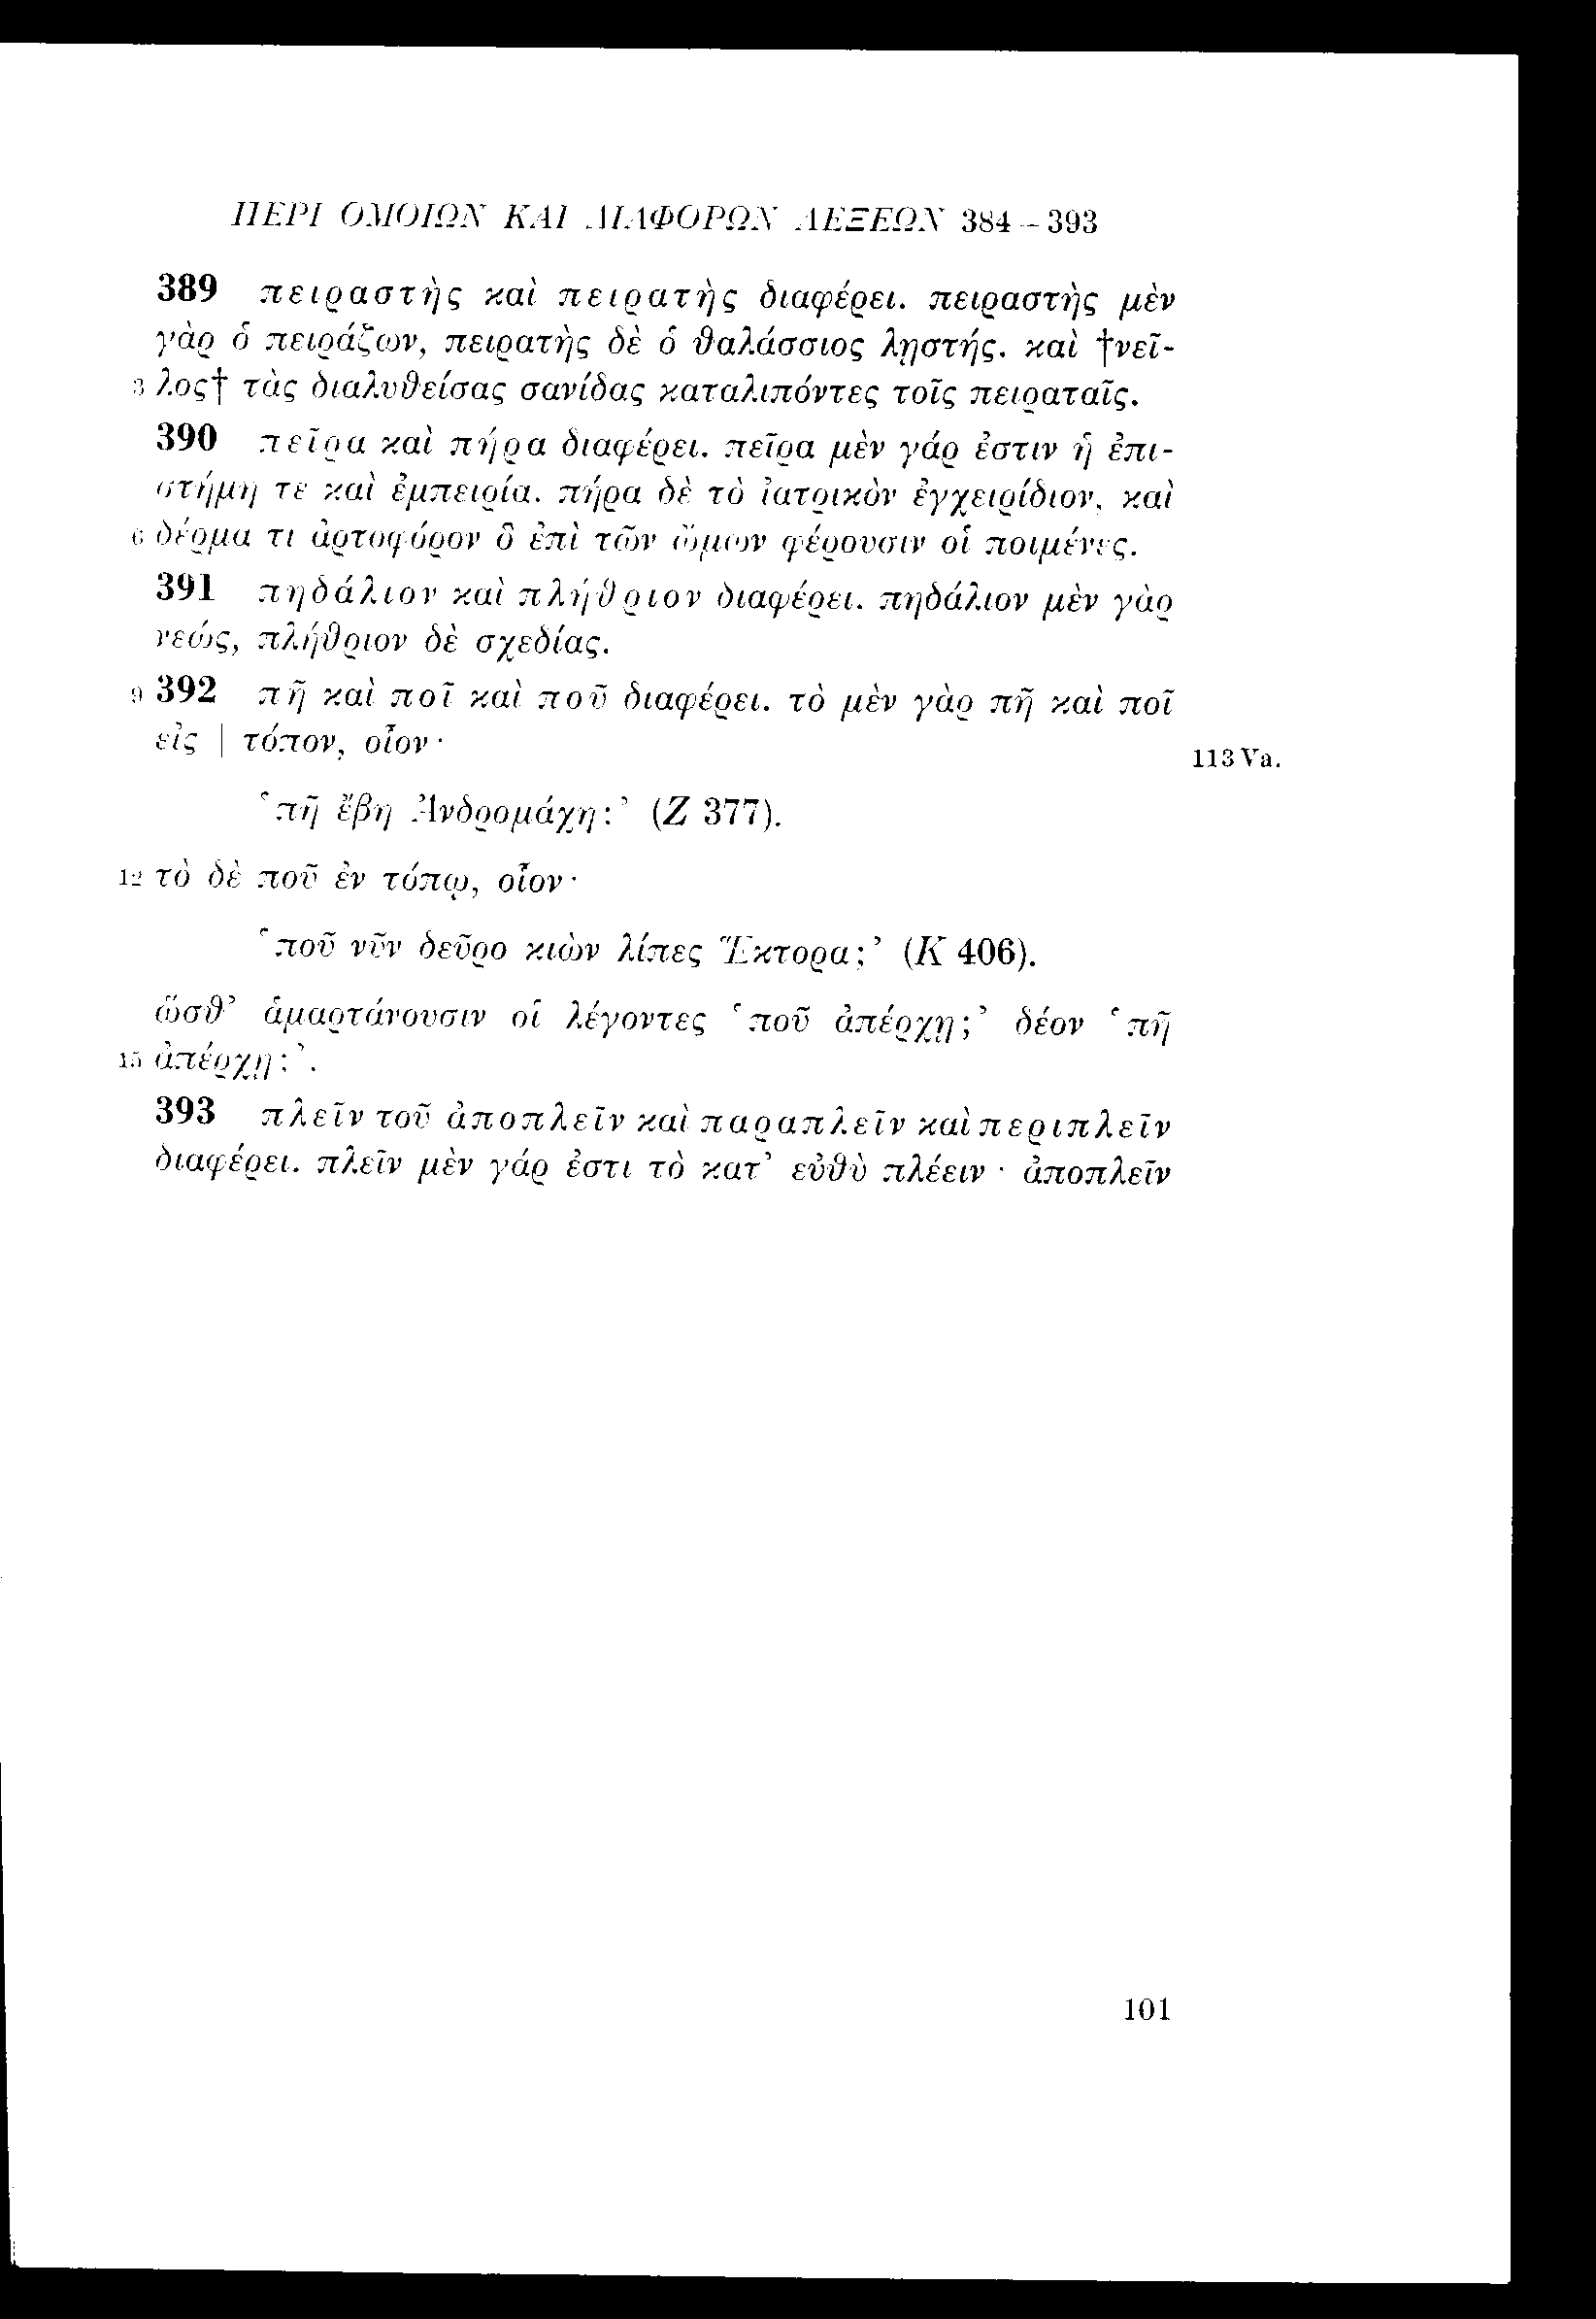 ΠΕΡΙ ΟΜΟΙΩΝ ΚΑΙ ΔΙΑΦΟΡΩΝ ΛΕΞΕΩΝ 384 – 393
389 πειραστὴς καὶ πειρατὴς διαφέρει. πειραστὴς μὲν
γὰρ ὁ πειράζων, πειρατὴς δὲ ὁ θαλάσσιος λῃστής. καὶ †νεῖ-
3 λος† τὰς διαλυθείσας σανίδας καταλιπόντες τοῖς πειραταῖς.
390 πεῖρα καὶ πήρα διαφέρει. πεῖρα μὲν γάρ ἐστιν ἡ ἐπι-
στήμη τε καὶ ἐμπειρία. πήρα δὲ τὸ ἰατρικὸν ἐγχειρίδιον, καὶ
6 δέρμα τι ἀρτοφόρον ὃ ἐπὶ τῶν ὤμων φέρουσιν οἱ ποιμένες.
391 πηδάλιον καὶ πλήθριον διαφέρει. πηδάλιον μὲν γὰρ
νεώς, πλήθριον δὲ σχεδίας.
9 392 πῆ καὶ ποῖ καὶ ποῦ διαφέρει. τὸ μὲν γὰρ πῆ καὶ ποῖ
εἰς | τόπον, οἷον·
113 Va.
‘πῆ ἔβη Ἀνδρομάχη;’ (Ζ 377).
12 τὸ δὲ ποῦ ἐν τόπῳ, οἷον·
‘ποῦ νῦν δεῦρο κιὼν λίπες Ἕκτορα;’ (Κ 406).
ὥσθ’ ἁμαρτάνουσιν οἱ λέγοντες ‘ποῦ ἀπέρχῃ;’ δέον ‘πῆ
15 ἀπέρχῃ;’.
393 πλεῖν τοῦ ἀποπλεῖν καὶ παραπλεῖν καὶ περιπλεῖν
διαφέρει. πλεῖν μὲν γάρ ἐστι τὸ κατ’ εὐθὺ πλέειν · ἀποπλεῖν
101